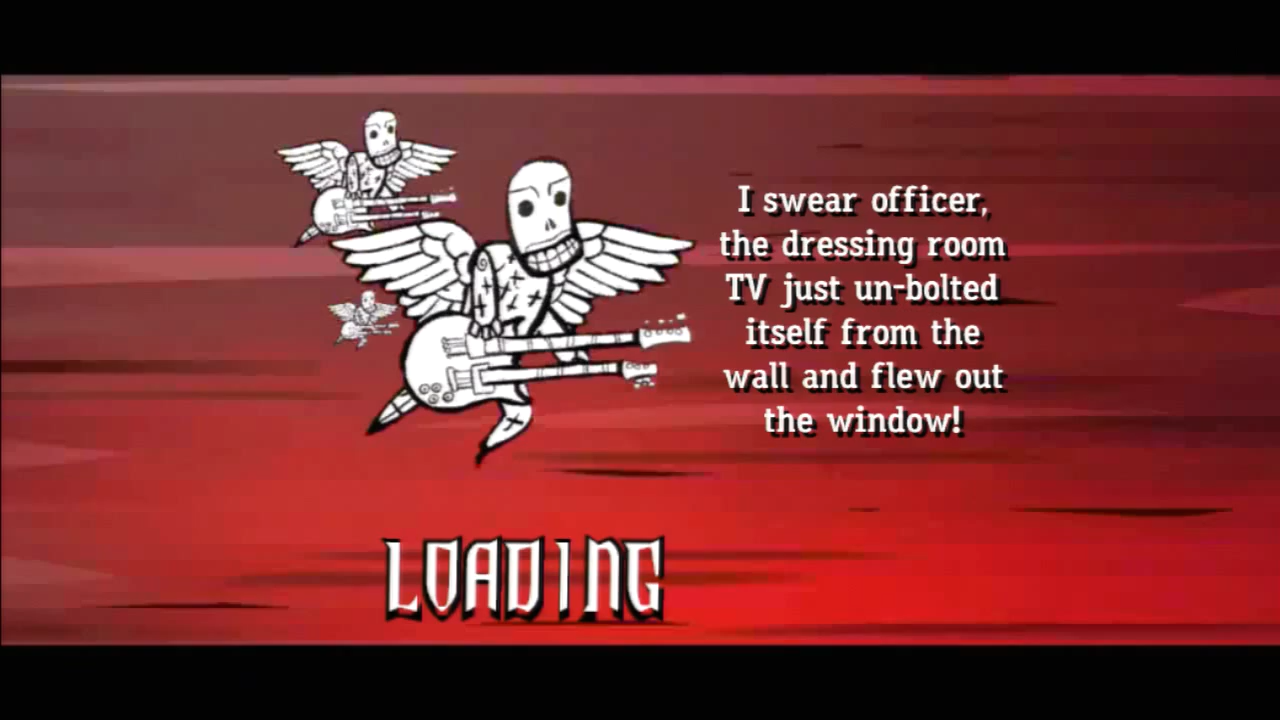 I swear officer,
the dressing room
TV just un-bolted
itself from the
wall and flew out
the window!
LOADING